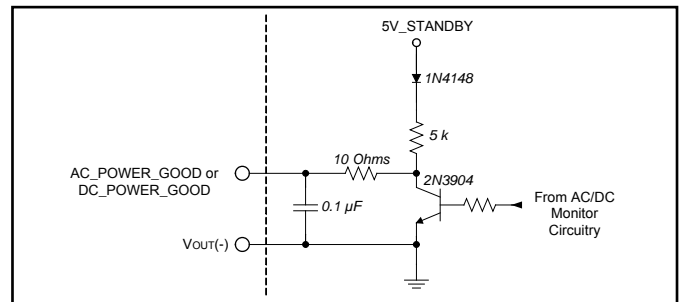 5V_STANDBY
1N4148
5 k
10 Ohms
2N3904
AC_POWER_GOOD or
DC_POWER_GOOD
0.1 µF
From AC/DC
Monitor
Circuitry
VOUT(-)